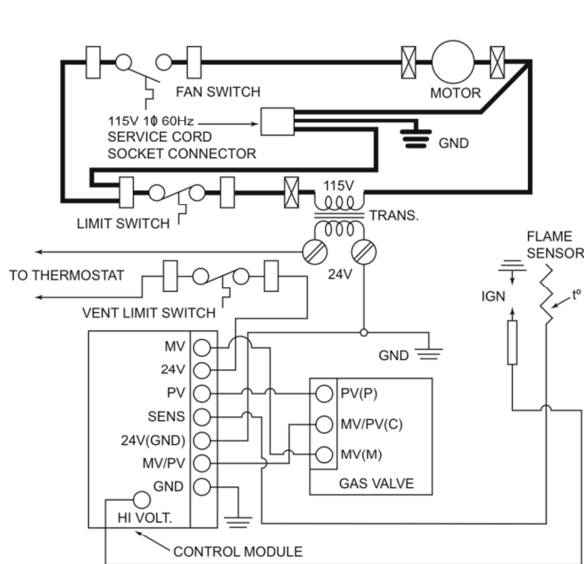 FAN SWITCH
MOTOR
115V 1ϕ 60Hz
SERVICE CORD
SOCKET CONNECTOR
GND
115V
TRANS.
LIMIT SWITCH
FLAME
SENSOR
TO THERMOSTAT
24V
IGN
t°
VENT LIMIT SWITCH
GND
MV
24V
PV
SENS
24V(GND)
MV/PV
GND
HI VOLT.
PV(P)
MV/PV(C)
MV(M)
GAS VALVE
CONTROL MODULE